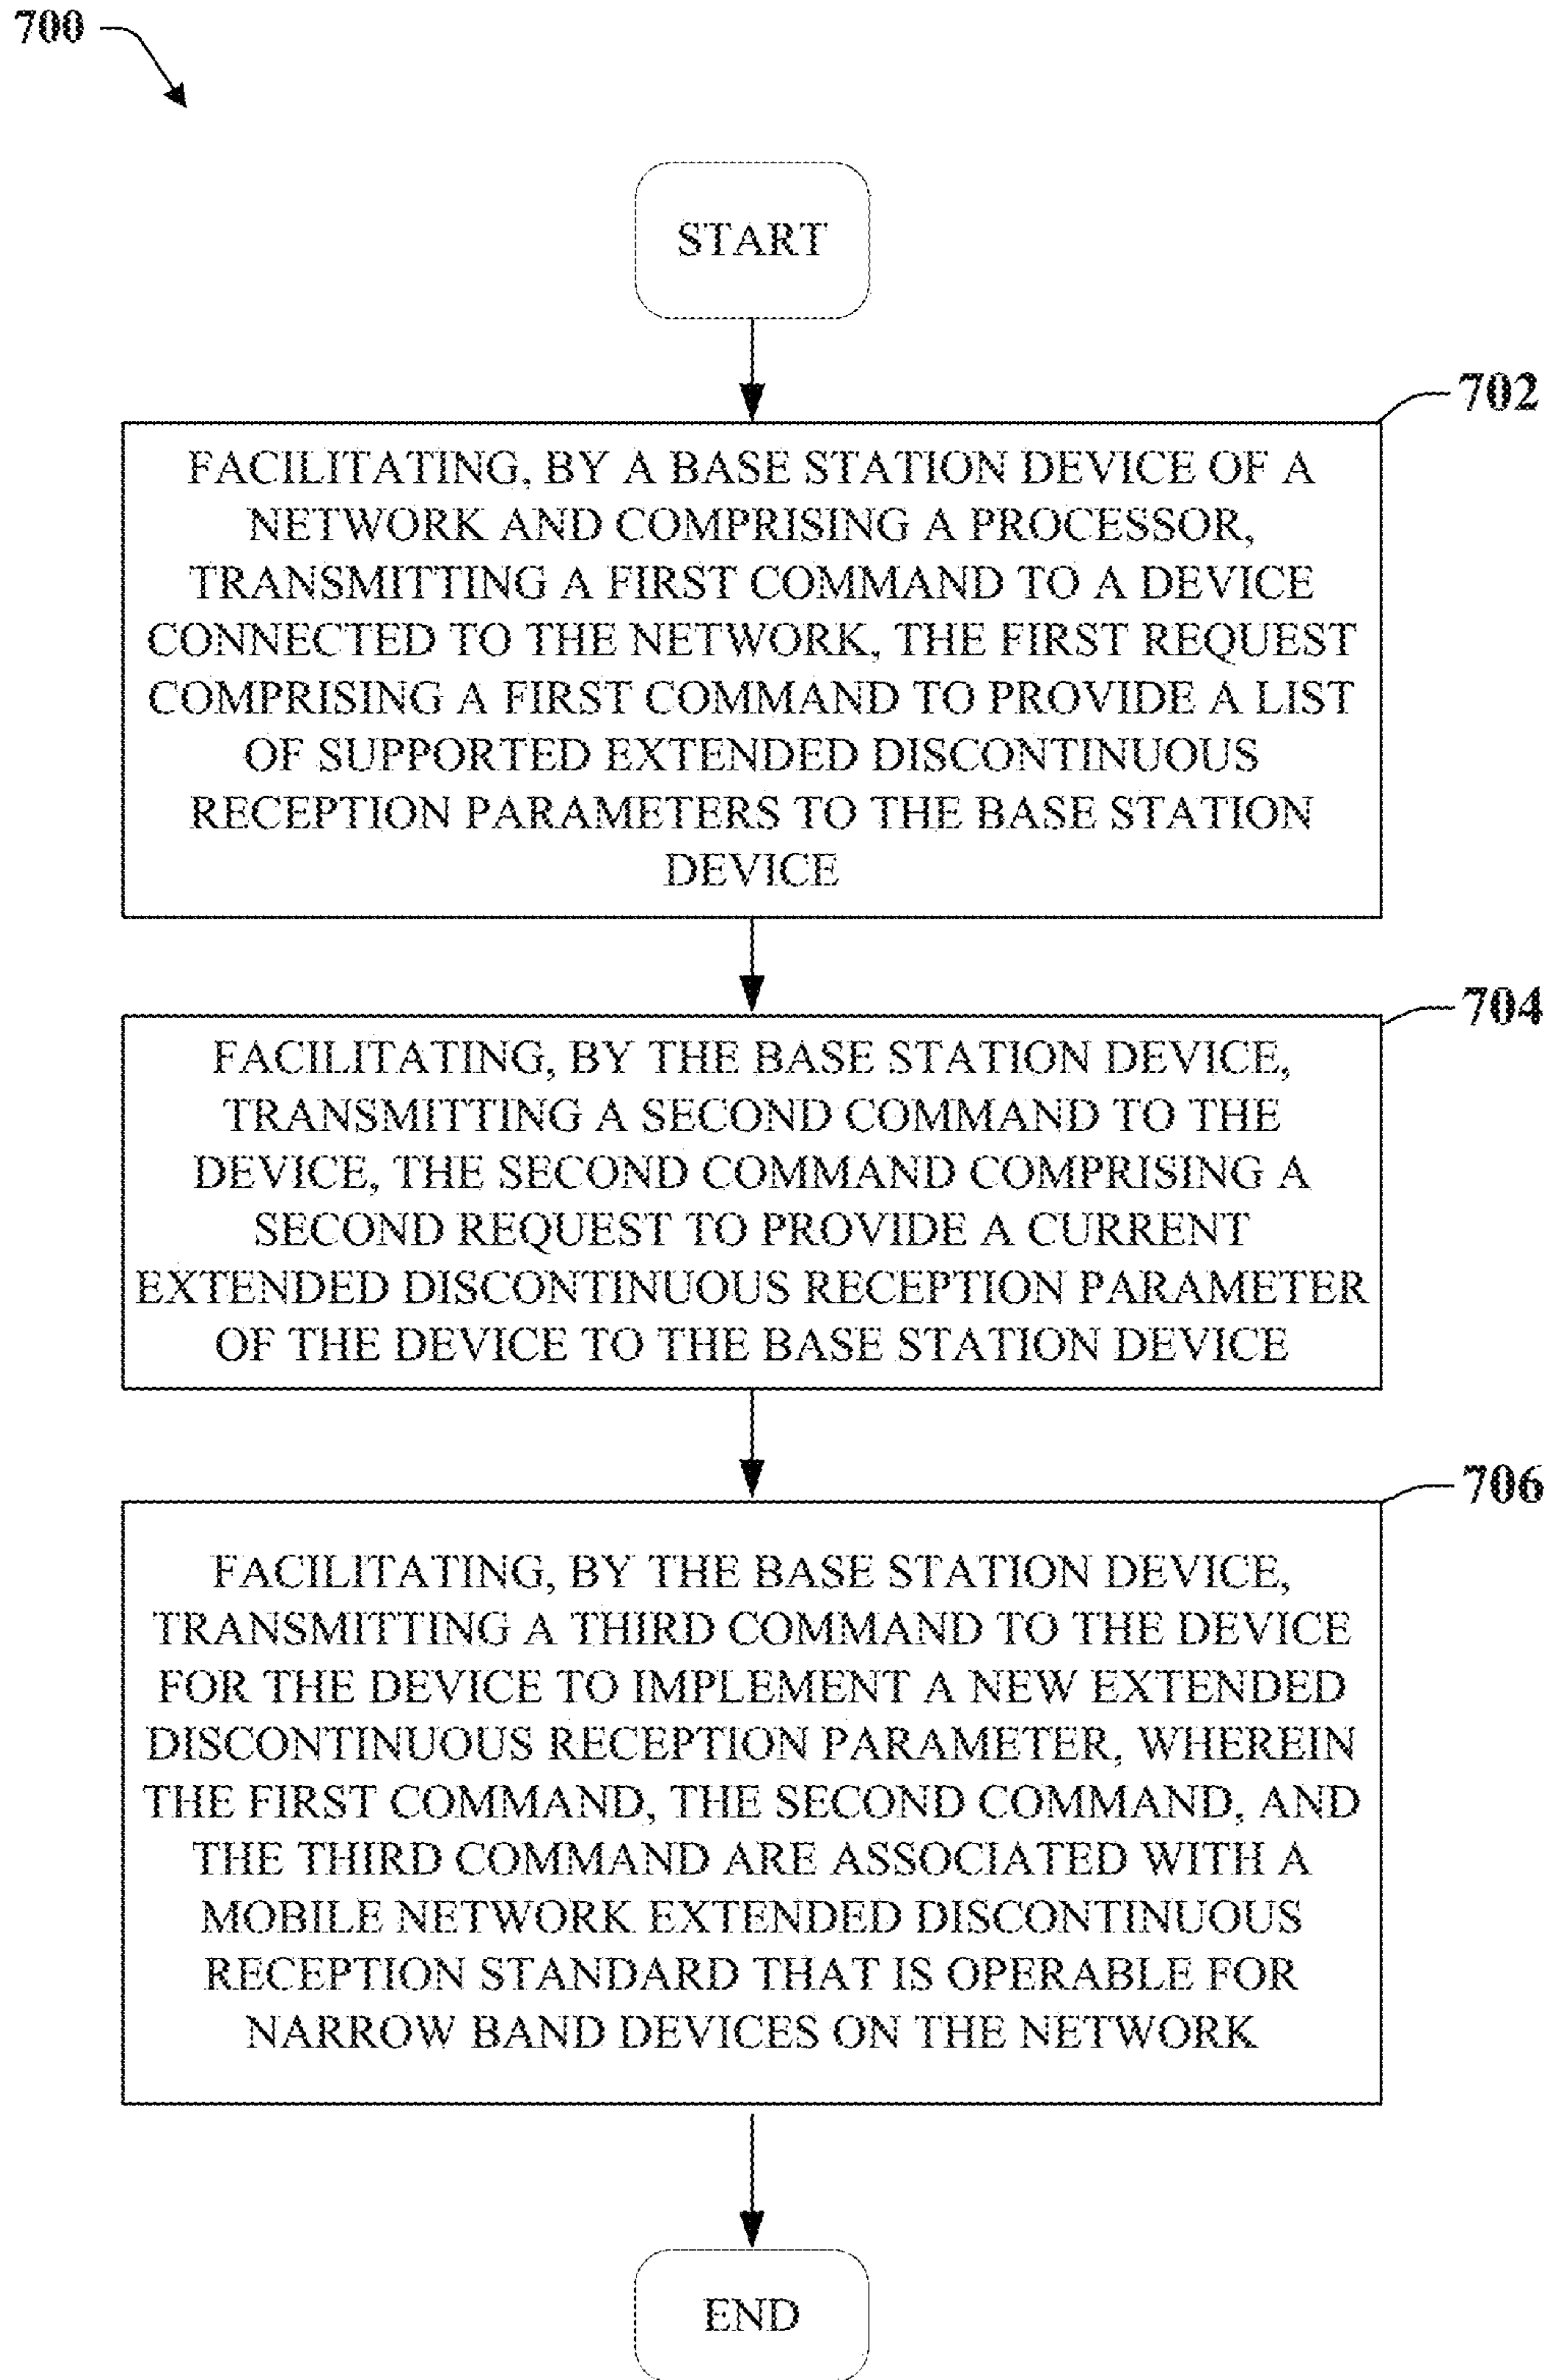 700
START
702
FACILITATING, BY A BASE STATION DEVICE OF A
NETWORK AND COMPRISING A PROCESSOR,
TRANSMITTING A FIRST COMMAND TO A DEVICE
CONNECTED TO THE NETWORK, THE FIRST REQUEST
COMPRISING A FIRST COMMAND TO PROVIDE A LIST
OF SUPPORTED EXTENDED DISCONTINUOUS
RECEPTION PARAMETERS TO THE BASE STATION
DEVICE
704
FACILITATING, BY THE BASE STATION DEVICE,
TRANSMITTING A SECOND COMMAND TO THE
DEVICE, THE SECOND COMMAND COMPRISING A
SECOND REQUEST TO PROVIDE A CURRENT
EXTENDED DISCONTINUOUS RECEPTION PARAMETER
OF THE DEVICE TO THE BASE STATION DEVICE
706
FACILITATING, BY THE BASE STATION DEVICE,
TRANSMITTING A THIRD COMMAND TO THE DEVICE
FOR THE DEVICE TO IMPLEMENT A NEW EXTENDED
DISCONTINUOUS RECEPTION PARAMETER, WHEREIN
THE FIRST COMMAND, THE SECOND COMMAND, AND
THE THIRD COMMAND ARE ASSOCIATED WITH A
MOBILE NETWORK EXTENDED DISCONTINUOUS
RECEPTION STANDARD THAT IS OPERABLE FOR
NARROW BAND DEVICES ON THE NETWORK
END